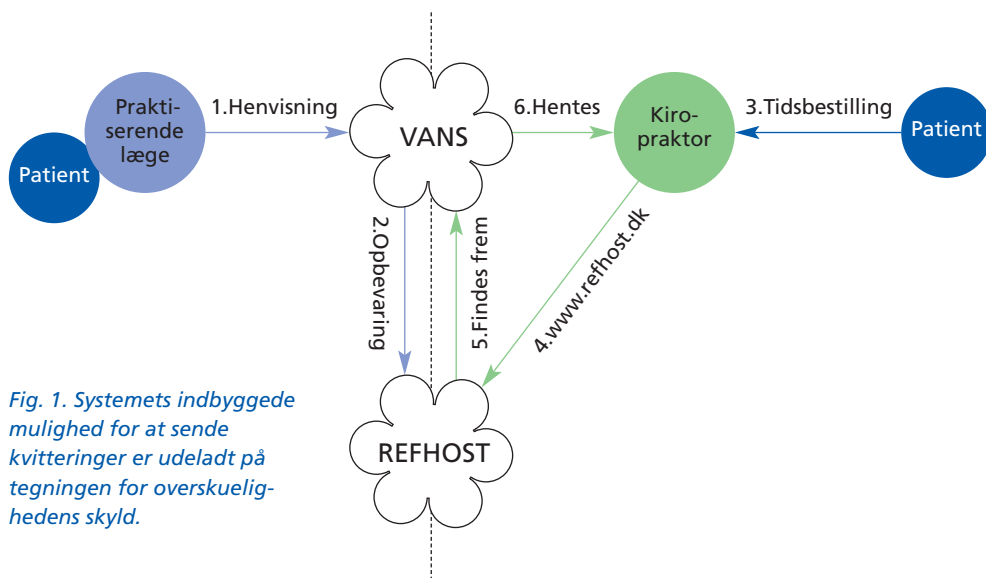 Prakti-
serende
læge
Patient
1.Henvisning
VANS
6.Hentes
Kiro-
praktor
3.Tidsbestilling
Patient
2.Opbevaring
5.Findes frem
4.www.refhost.dk
REFHOST
Fig. 1. Systemets indbyggede
mulighed for at sende
kvitteringer er udeladt på
tegningen for overskuelig-
hedens skyld.